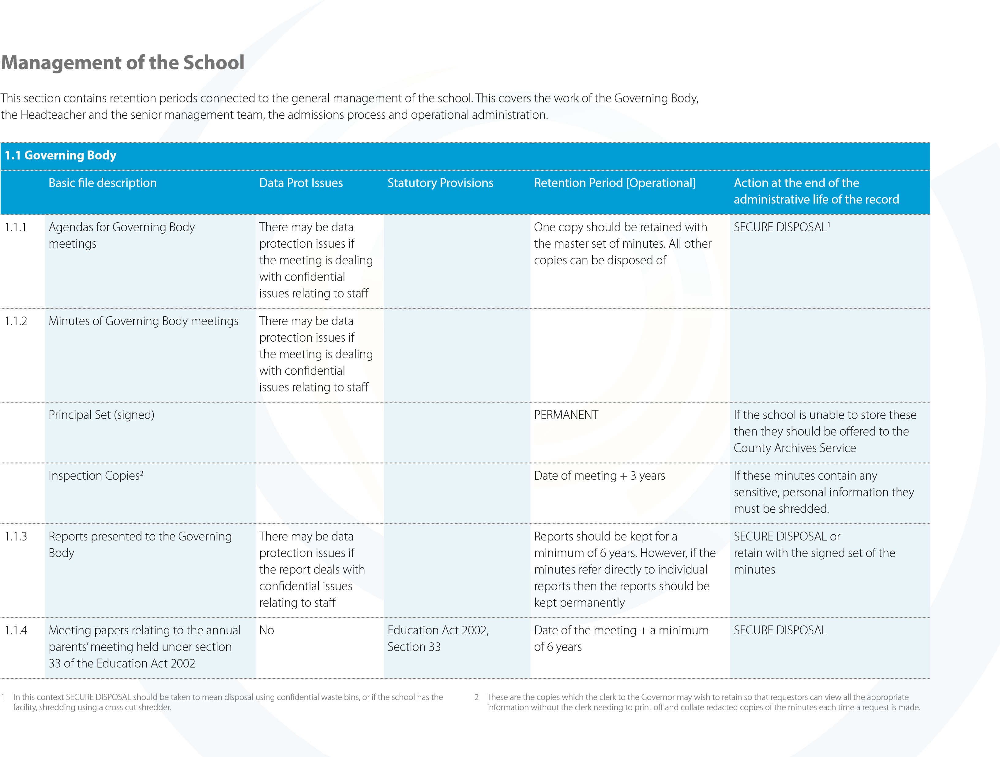 Management of the School
This section contains retention periods connected to the general management of the school. This covers the work of the Governing Body,
the Headteacher and the senior management team, the admissions process and operational administration.
1.1 Governing Body
Basic file description
Data Prot Issues
Statutory Provisions
Retention Period [Operational]
Action at the end of the
administrative life of the record
1.1.1
Agendas for Governing Body
meetings
There may be data
protection issues if
the meeting is dealing
with confidential
issues relating to staff
One copy should be retained with
the master set of minutes. All other
copies can be disposed of
SECURE DISPOSAL¹
1.1.2
Minutes of Governing Body meetings
There may be data
protection issues if
the meeting is dealing
with confidential
issues relating to staff
Principal Set (signed)
PERMANENT
If the school is unable to store these
then they should be offered to the
County Archives Service
Inspection Copies²
Date of meeting + 3 years
If these minutes contain any
sensitive, personal information they
must be shredded.
1.1.3
Reports presented to the Governing
Body
There may be data
protection issues if
the report deals with
confidential issues
relating to staff
Reports should be kept for a
minimum of 6 years. However, if the
minutes refer directly to individual
reports then the reports should be
kept permanently
SECURE DISPOSAL or
retain with the signed set of the
minutes
1.1.4
Meeting papers relating to the annual
parents’ meeting held under section
33 of the Education Act 2002
No
Education Act 2002,
Section 33
Date of the meeting + a minimum
of 6 years
SECURE DISPOSAL
1 In this context SECURE DISPOSAL should be taken to mean disposal using confidential waste bins, or if the school has the
facility, shredding using a cross cut shredder.
2 These are the copies which the clerk to the Governor may wish to retain so that requestors can view all the appropriate
information without the clerk needing to print off and collate redacted copies of the minutes each time a request is made.